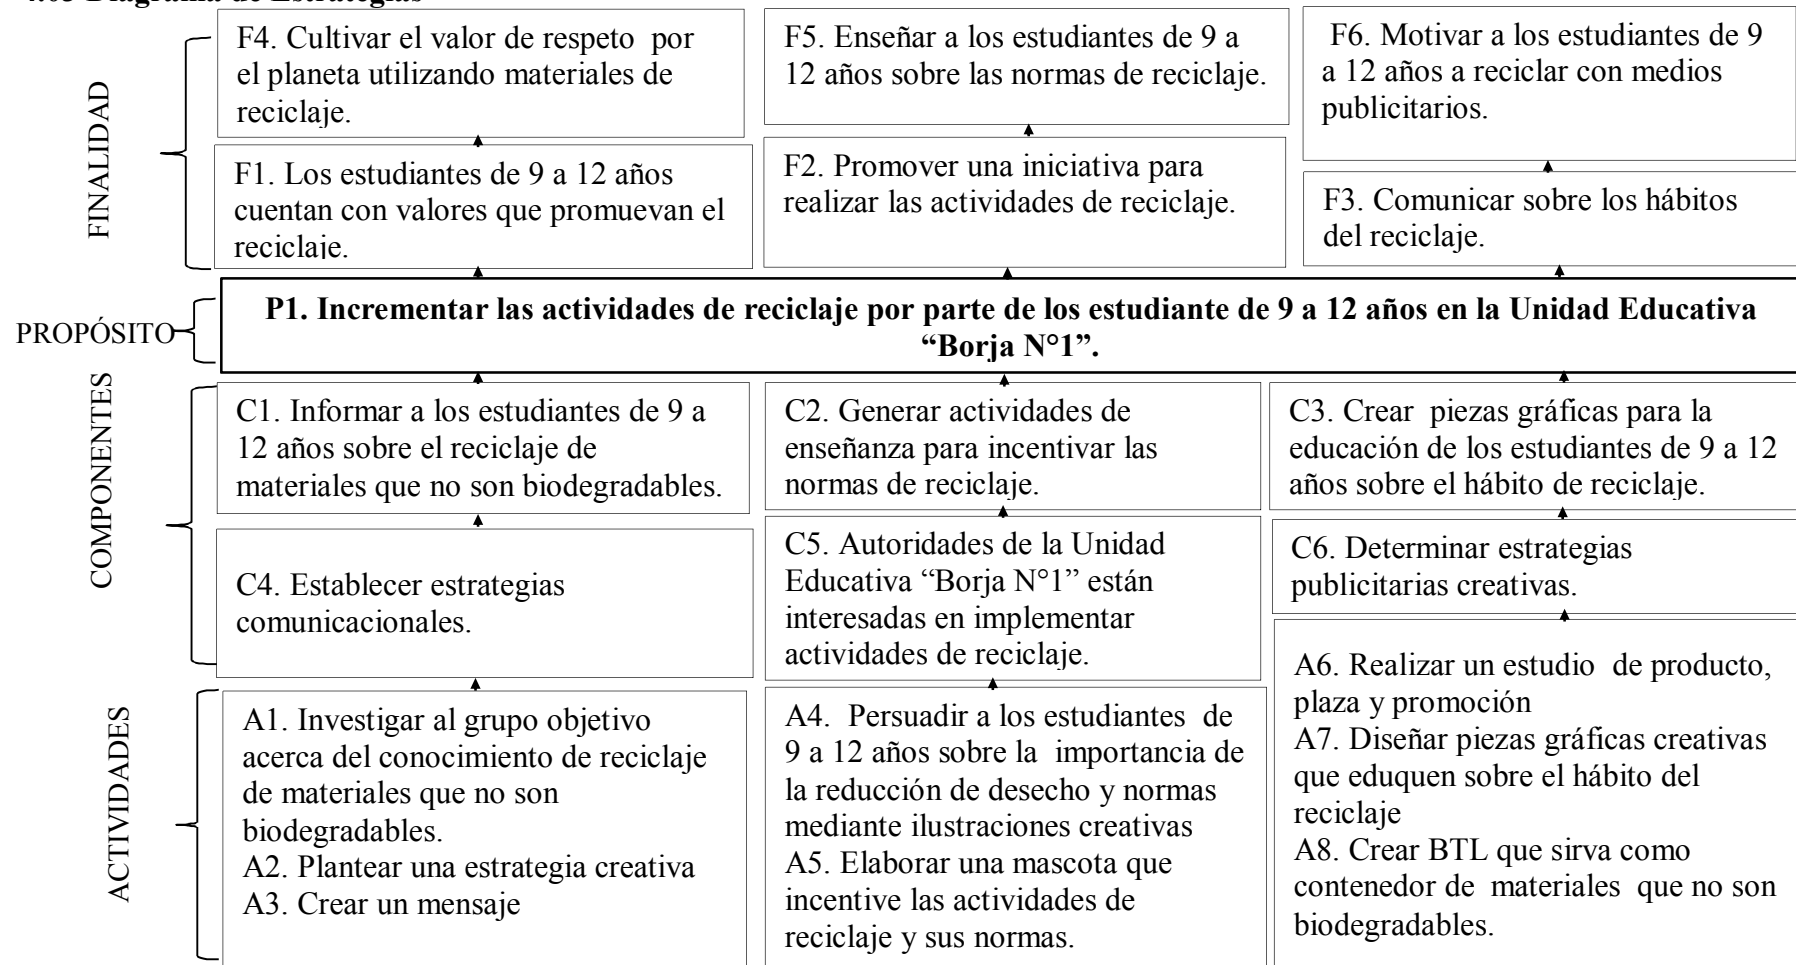 4.03 Diagrama de Estrategias
FINALIDAD
F4. Cultivar el valor de respeto por
el planeta utilizando materiales de
reciclaje.
F5. Enseñar a los estudiantes de 9 a
12 años sobre las normas de reciclaje.
F6. Motivar a los estudiantes de 9
a 12 años a reciclar con medios
publicitarios.
F1. Los estudiantes de 9 a 12 años
cuentan con valores que promuevan el
reciclaje.
F2. Promover una iniciativa para
realizar las actividades de reciclaje.
F3. Comunicar sobre los hábitos
del reciclaje.
PROPÓSITO
P1. Incrementar las actividades de reciclaje por parte de los estudiante de 9 a 12 años en la Unidad Educativa
“Borja N°1”.
COMPONENTES
C1. Informar a los estudiantes de 9 a
12 años sobre el reciclaje de
materiales que no son biodegradables.
C2. Generar actividades de
enseñanza para incentivar las
normas de reciclaje.
C3. Crear piezas gráficas para la
educación de los estudiantes de 9 a 12
años sobre el hábito de reciclaje.
C4. Establecer estrategias
comunicacionales.
C5. Autoridades de la Unidad
Educativa “Borja N°1” están
interesadas en implementar
actividades de reciclaje.
C6. Determinar estrategias
publicitarias creativas.
ACTIVIDADES
A1. Investigar al grupo objetivo
acerca del conocimiento de reciclaje
de materiales que no son
biodegradables.
A2. Plantear una estrategia creativa
A3. Crear un mensaje
A4. Persuadir a los estudiantes de
9 a 12 años sobre la importancia de
la reducción de desecho y normas
mediante ilustraciones creativas
A5. Elaborar una mascota que
incentive las actividades de
reciclaje y sus normas.
A6. Realizar un estudio de producto,
plaza y promoción
A7. Diseñar piezas gráficas creativas
que eduquen sobre el hábito del
reciclaje
A8. Crear BTL que sirva como
contenedor de materiales que no son
biodegradables.